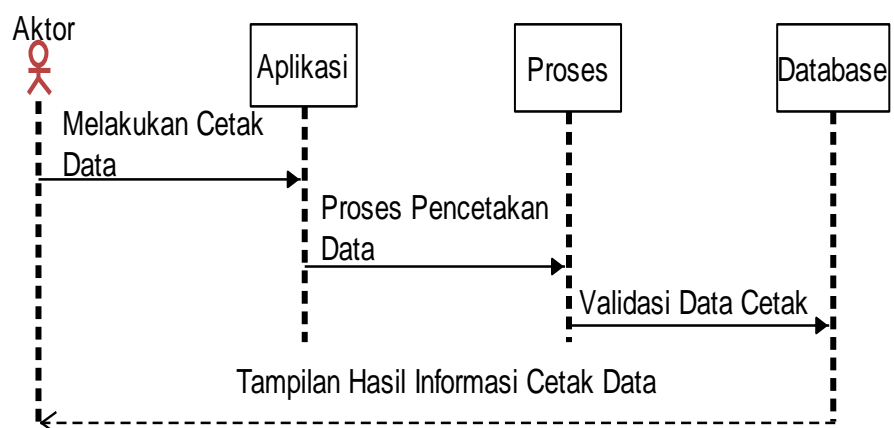 Aktor
Aplikasi
Proses
Database
Melakukan Cetak
Data
Proses Pencetakan
Data
Validasi Data Cetak
Tampilan Hasil Informasi Cetak Data